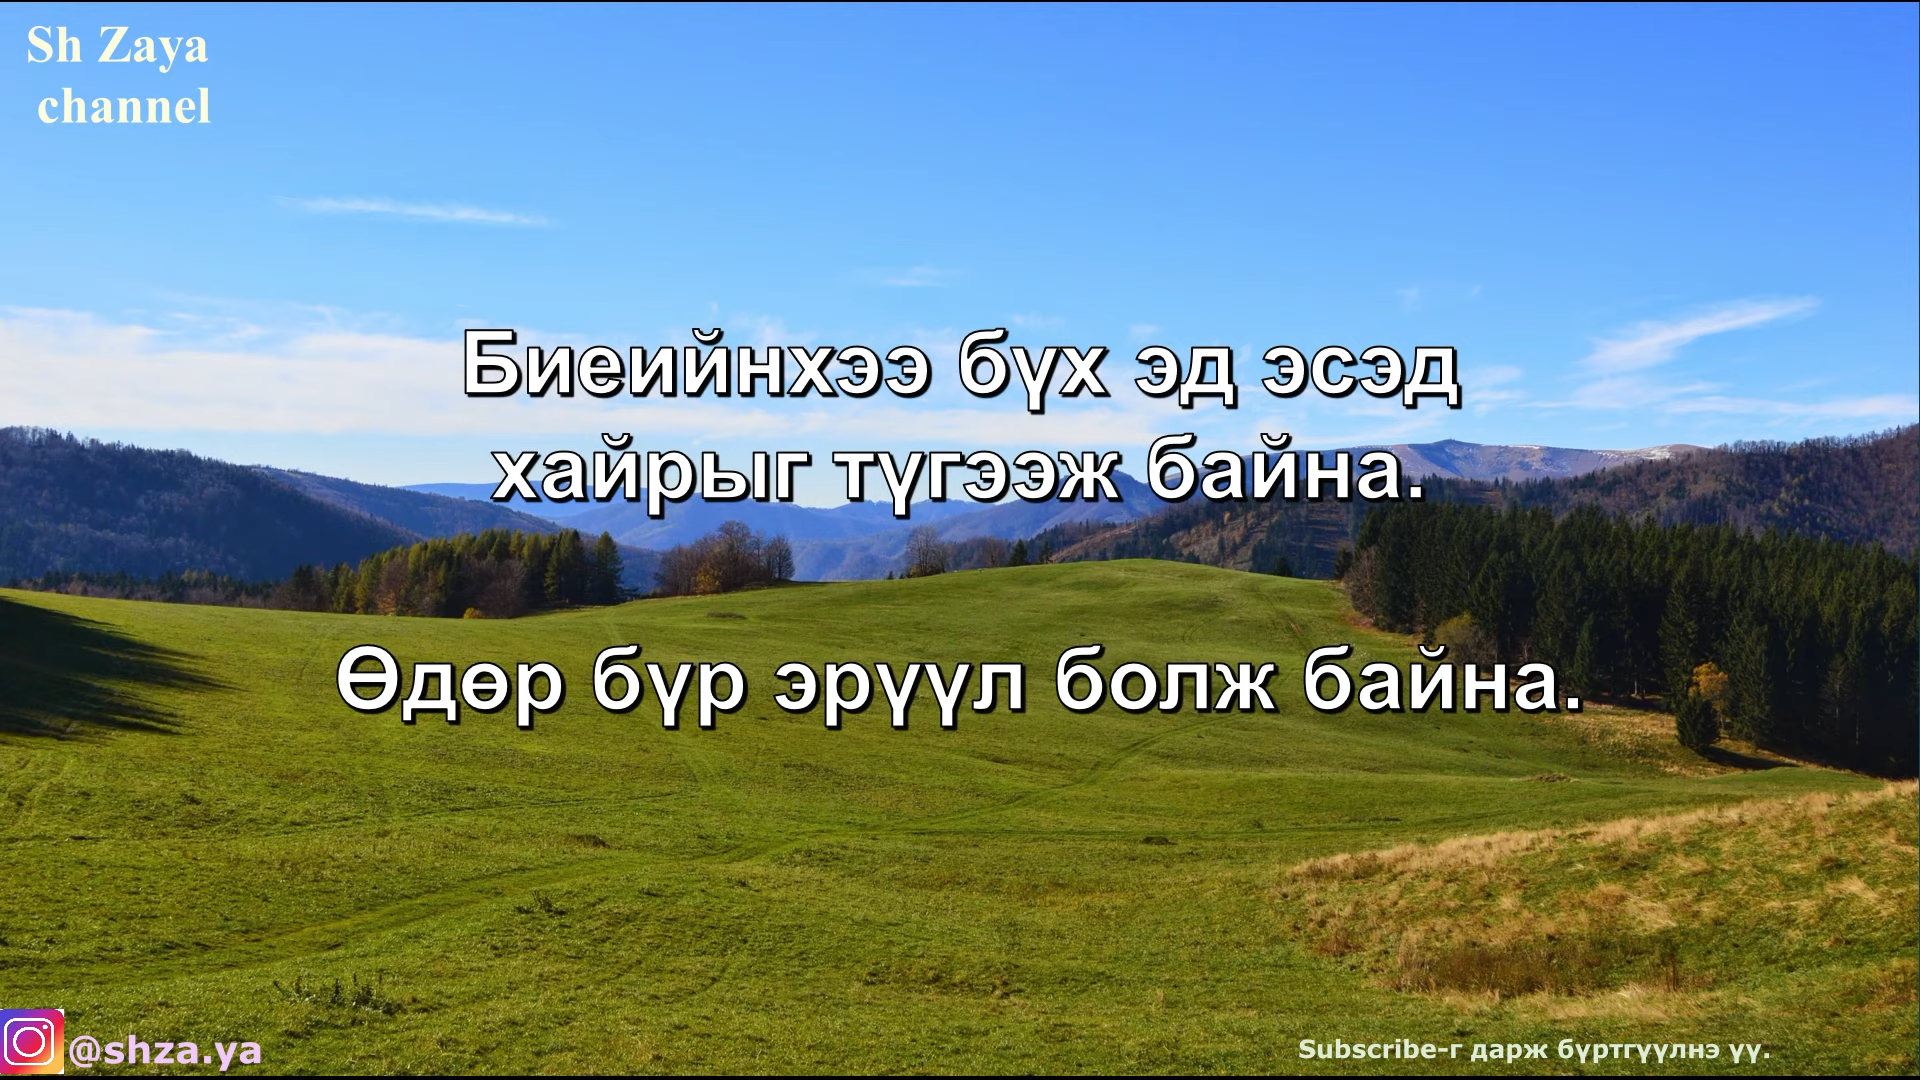 Sh Zaya
channel
Биеийнхээ бүх эд эсэд
хайрыг түгээж байна.
Өдөр бүр эрүүл болж байна.
@shza.ya
Subscribe-г дарж бүртгүүлнэ үү.